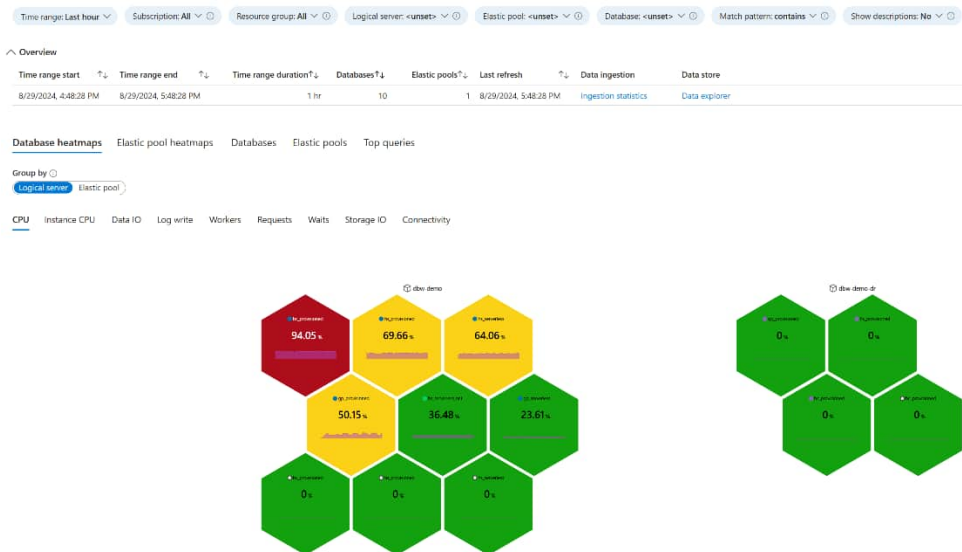 Time range: Last hour Subscription: All Resource group: All Logical server: <unset> Elastic pool: <unset> Database: <unset> Match pattern: contains Show descriptions: No
Overview
Time range start Time range end Time range duration Databases Elastic pools Last refresh Data ingestion Data store
8/29/2024, 4:48:28 PM 8/29/2024, 5:48:28 PM 1 hr 10 1 8/29/2024, 5:48:28 PM Ingestion statistics Data explorer
Database heatmaps Elastic pool heatmaps Databases Elastic pools Top queries
Group by
Logical server Elastic pool
CPU Instance CPU Data IO Log write Workers Requests Waits Storage IO Connectivity
dbw-demo dbw-demo-dr
94.05 % 69.66 % 64.06 % 0 % 0 %
50.15 % 36.48 % 23.61 % 0 % 0 %
0 % 0 % 0 %